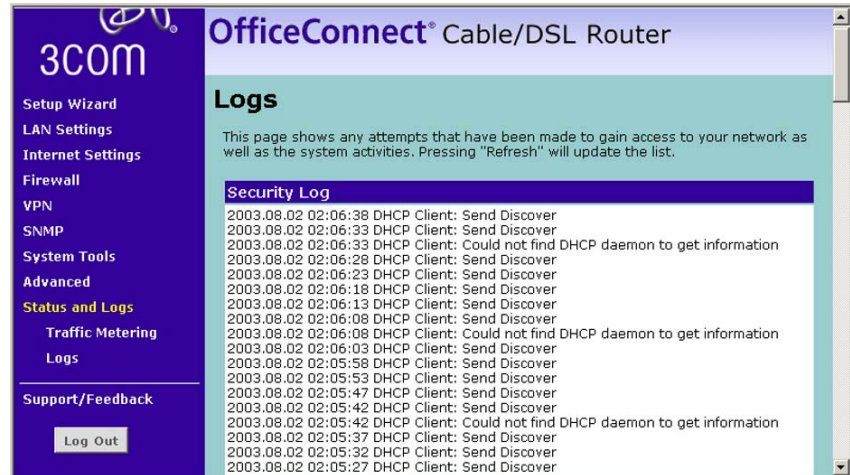 3COM
OfficeConnect® Cable/DSL Router
Setup Wizard
LAN Settings
Internet Settings
Firewall
VPN
SNMP
System Tools
Advanced
Status and Logs
Traffic Metering
Logs
Support/Feedback
Log Out
Logs
This page shows any attempts that have been made to gain access to your network as
well as the system activities. Pressing "Refresh" will update the list.
Security Log
2003.08.02 02:06:38 DHCP Client: Send Discover
2003.08.02 02:06:33 DHCP Client: Send Discover
2003.08.02 02:06:33 DHCP Client: Could not find DHCP daemon to get information
2003.08.02 02:06:28 DHCP Client: Send Discover
2003.08.02 02:06:23 DHCP Client: Send Discover
2003.08.02 02:06:18 DHCP Client: Send Discover
2003.08.02 02:06:13 DHCP Client: Send Discover
2003.08.02 02:06:08 DHCP Client: Send Discover
2003.08.02 02:06:08 DHCP Client: Could not find DHCP daemon to get information
2003.08.02 02:06:03 DHCP Client: Send Discover
2003.08.02 02:05:58 DHCP Client: Send Discover
2003.08.02 02:05:53 DHCP Client: Send Discover
2003.08.02 02:05:47 DHCP Client: Send Discover
2003.08.02 02:05:42 DHCP Client: Send Discover
2003.08.02 02:05:42 DHCP Client: Could not find DHCP daemon to get information
2003.08.02 02:05:37 DHCP Client: Send Discover
2003.08.02 02:05:32 DHCP Client: Send Discover
2003.08.02 02:05:27 DHCP Client: Send Discover